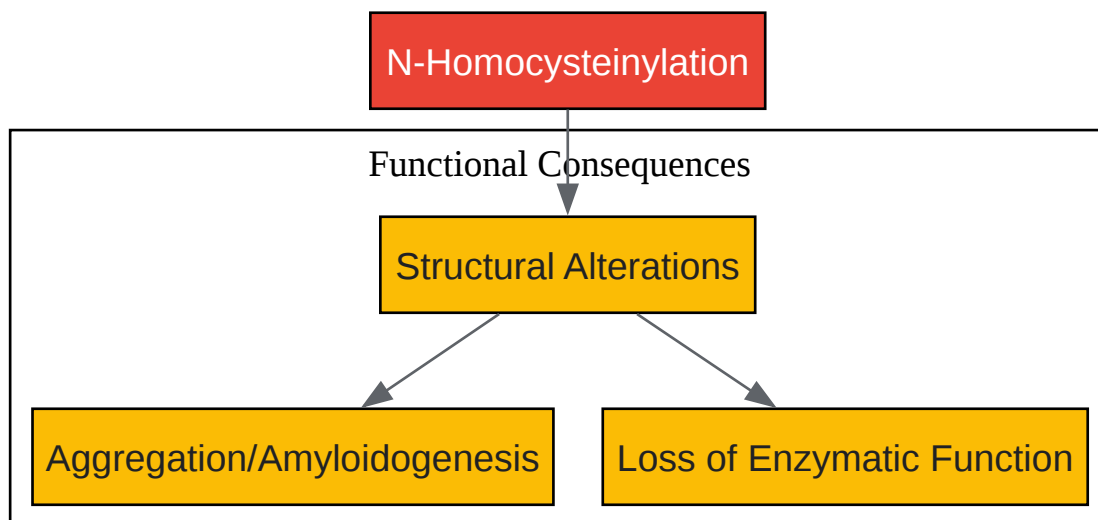 N-Homocysteinylation
Functional Consequences
Structural Alterations
Aggregation/Amyloidogenesis
Loss of Enzymatic Function